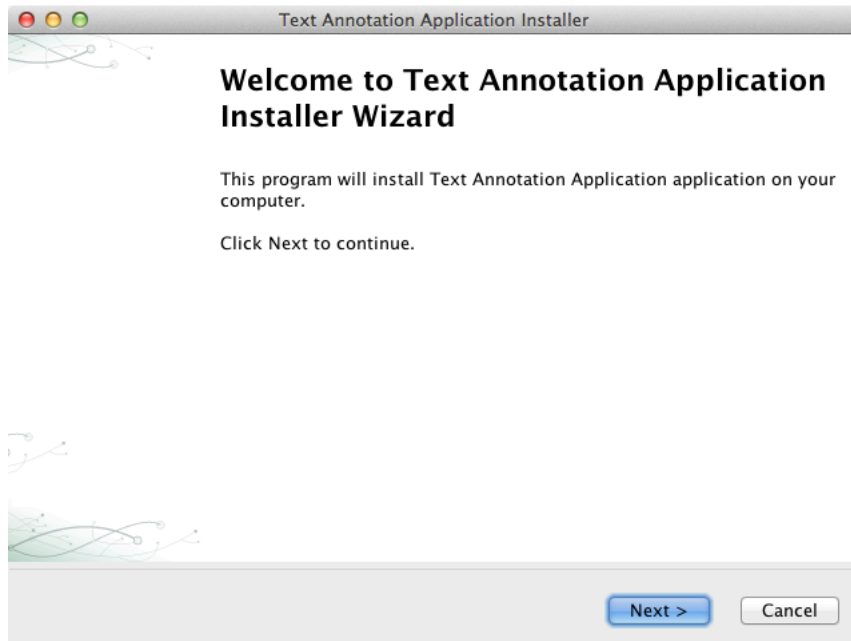 Text Annotation Application Installer
Welcome to Text Annotation Application
Installer Wizard
This program will install Text Annotation Application application on your
computer.
Click Next to continue.
Next >
Cancel